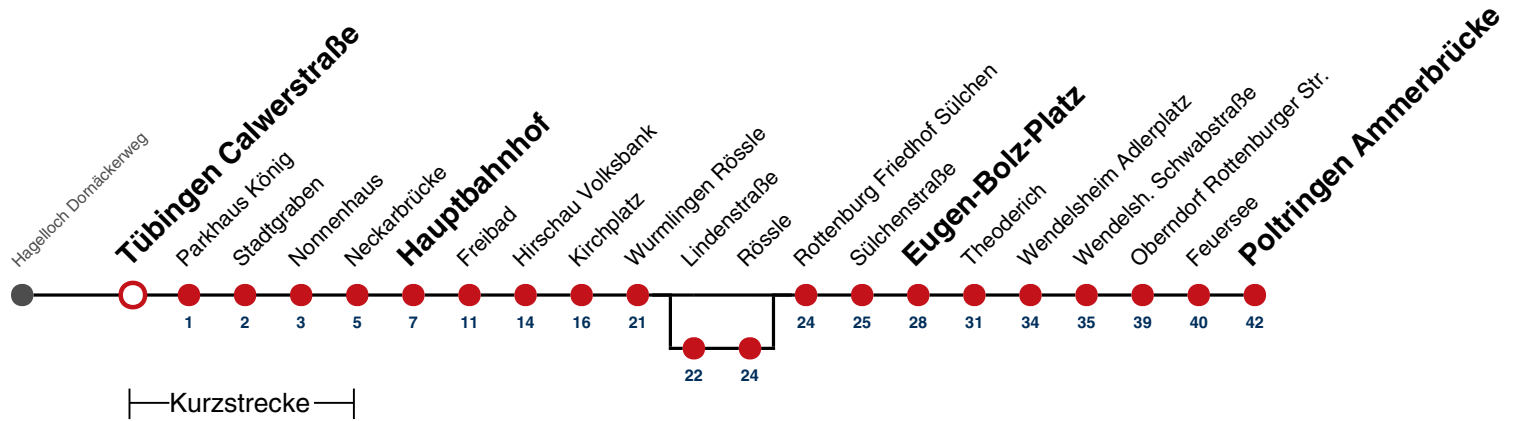 Hagelloch Dornäckerweg
Tübingen Calwerstraße
Parkhaus König
Stadtgraben
Nonnenhaus
Neckarbrücke
Hauptbahnhof
Freibad
Hirschau Volksbank
Kirchplatz
Wurmlingen Rössle
Lindenstraße
Rössle
Rottenburg Friedhof Sülchen
Sülchenstraße
Eugen-Bolz-Platz
Theoderich
Wendelsheim Adlerplatz
Wendelsh. Schwabstraße
Oberndorf Rottenburger Str.
Feuersee
Poltringen Ammerbrücke
1 2 3 5 7 11 14 16 21 24 25 28 31 34 35 39 40 42
22 24
Kurzstrecke